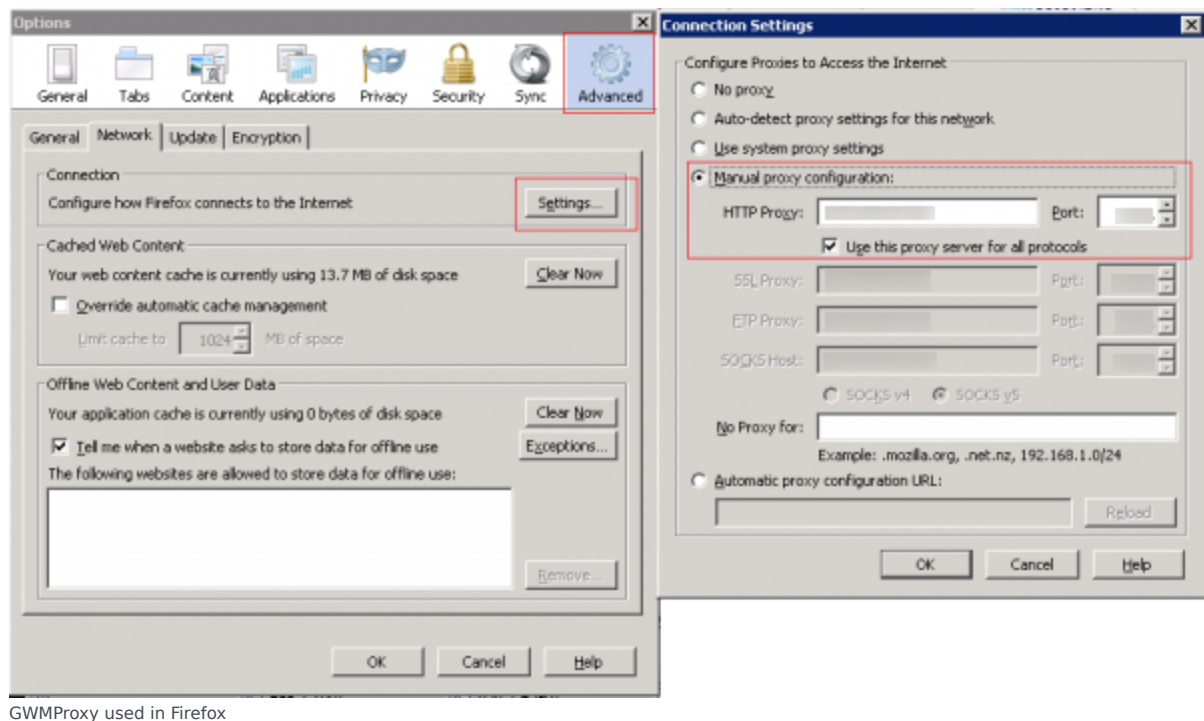 Options
General Tabs Content Applications Privacy Security Sync Advanced
General Network Update Encryption
Connection
Configure how Firefox connects to the Internet Settings...
Cached Web Content
Your web content cache is currently using 13.7 MB of disk space Clear Now
Override automatic cache management
Limit cache to 1024 MB of space
Offline Web Content and User Data
Your application cache is currently using 0 bytes of disk space Clear Now
Tell me when a website asks to store data for offline use Exceptions...
The following websites are allowed to store data for offline use:
Remove...
OK Cancel Help
Connection Settings
Configure Proxies to Access the Internet
No proxy
Auto-detect proxy settings for this network
Use system proxy settings
Manual proxy configuration:
HTTP Proxy: Port:
Use this proxy server for all protocols
SSL Proxy: Port:
FTP Proxy: Port:
SOCKS Host: Port:
SOCKS v4 SOCKS v5
No Proxy for:
Example: .mozilla.org, .net.nz, 192.168.1.0/24
Automatic proxy configuration URL:
Reload
OK Cancel Help
GWMProxy used in Firefox